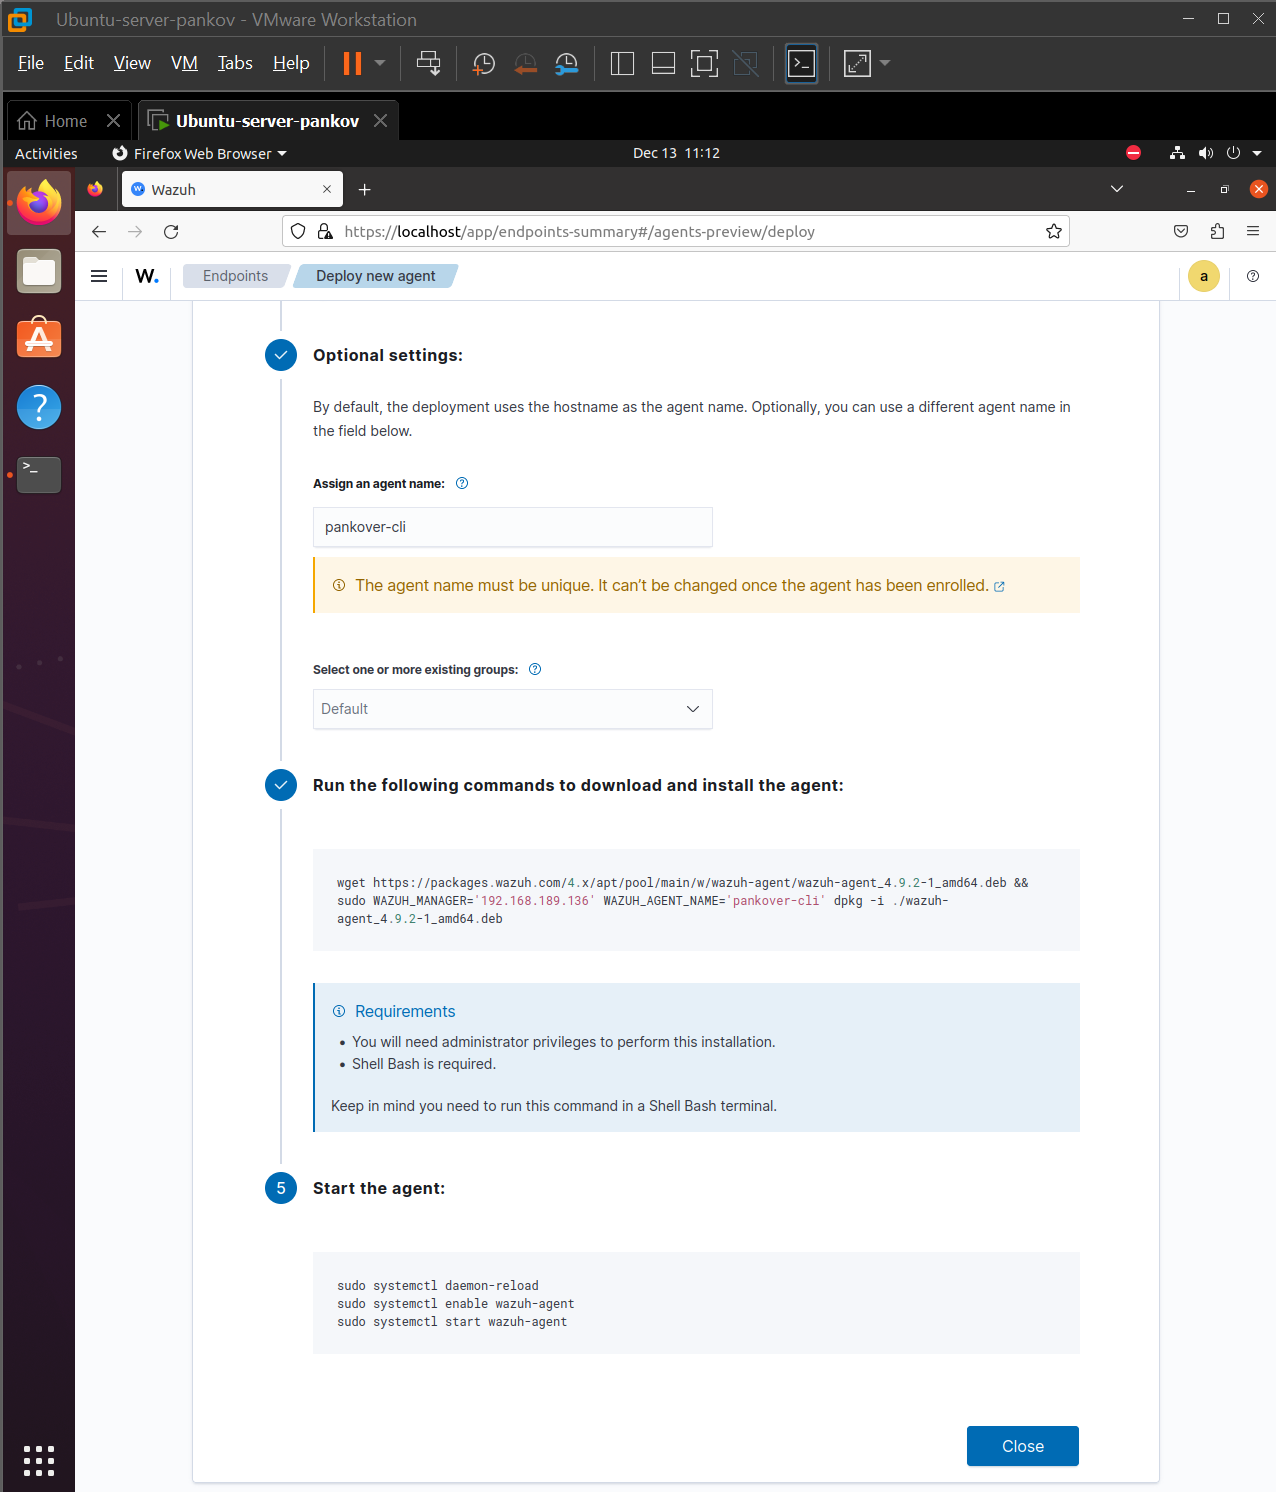 Ubuntu-server-pankov - VMware Workstation
File Edit View VM Tabs Help
Home Ubuntu-server-pankov
Activities Firefox Web Browser Dec 13 11:12
Wazuh
https://localhost/app/endpoints-summary#/agents-preview/deploy
W. Endpoints Deploy new agent a
Optional settings:
By default, the deployment uses the hostname as the agent name. Optionally, you can use a different agent name in
the field below.
Assign an agent name:
pankover-cli
The agent name must be unique. It can’t be changed once the agent has been enrolled.
Select one or more existing groups:
Default
Run the following commands to download and install the agent:
wget https://packages.wazuh.com/4.x/apt/pool/main/w/wazuh-agent/wazuh-agent_4.9.2-1_amd64.deb &&
sudo WAZUH_MANAGER='192.168.189.136' WAZUH_AGENT_NAME='pankover-cli' dpkg -i ./wazuh-
agent_4.9.2-1_amd64.deb
Requirements
• You will need administrator privileges to perform this installation.
• Shell Bash is required.
Keep in mind you need to run this command in a Shell Bash terminal.
5 Start the agent:
sudo systemctl daemon-reload
sudo systemctl enable wazuh-agent
sudo systemctl start wazuh-agent
Close